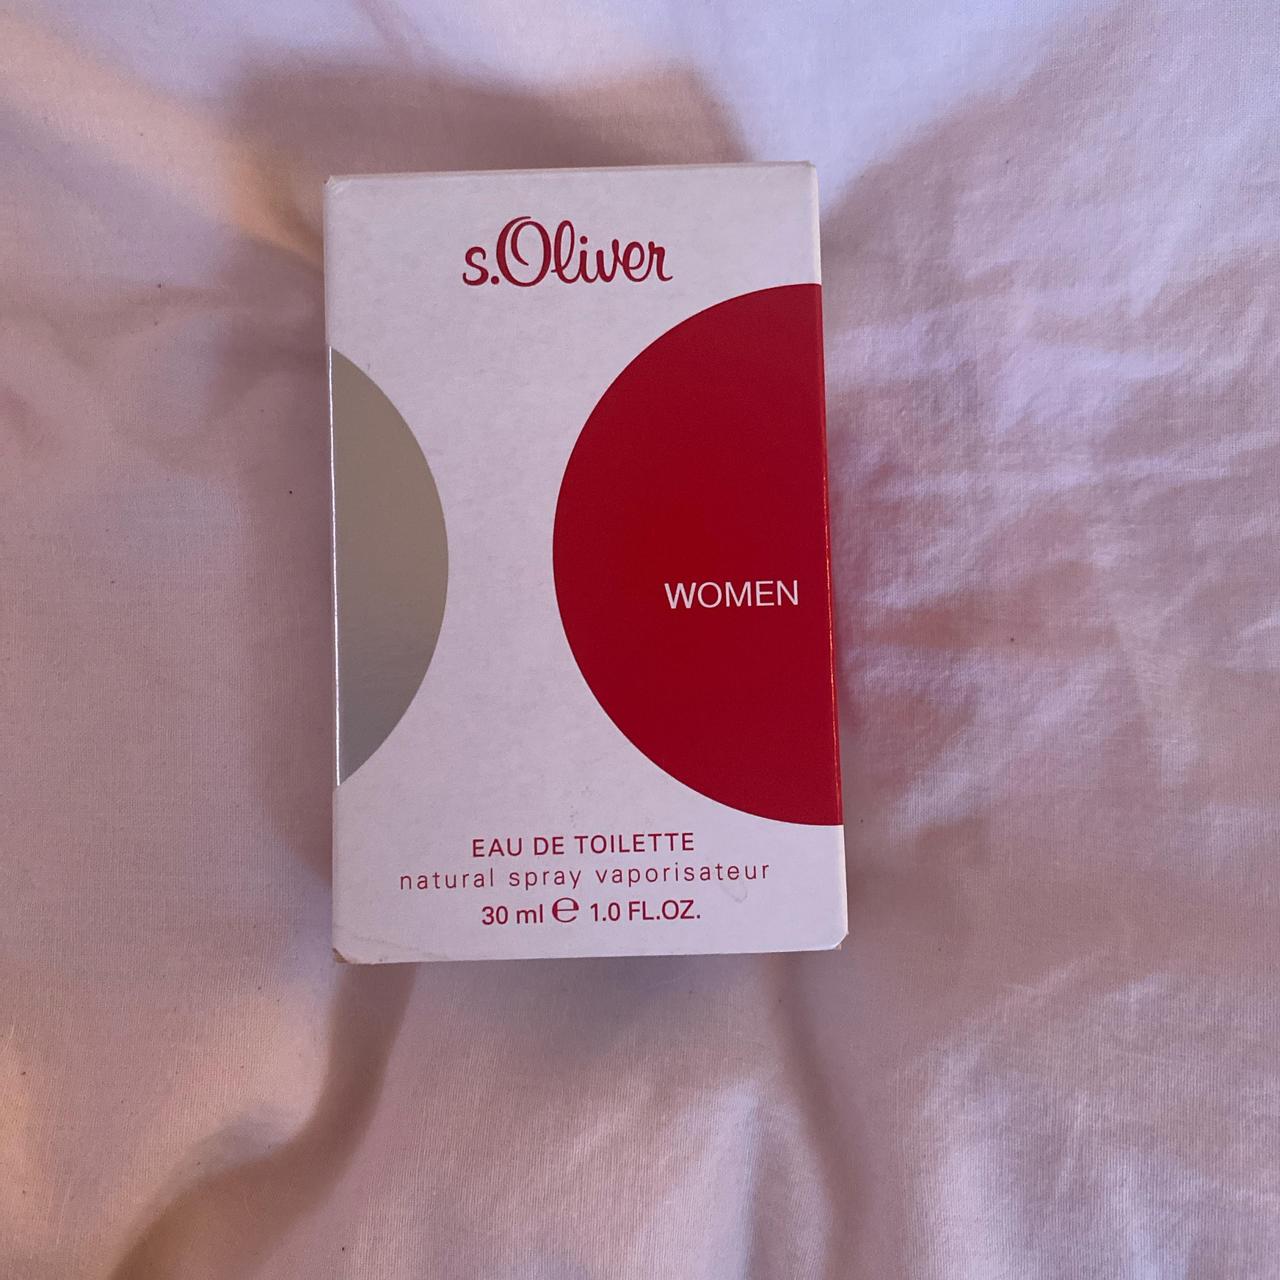 s.Oliver
WOMEN
EAU DE TOILETTE
natural spray vaporisateur
30 ml ℮ 1.0 FL.OZ.